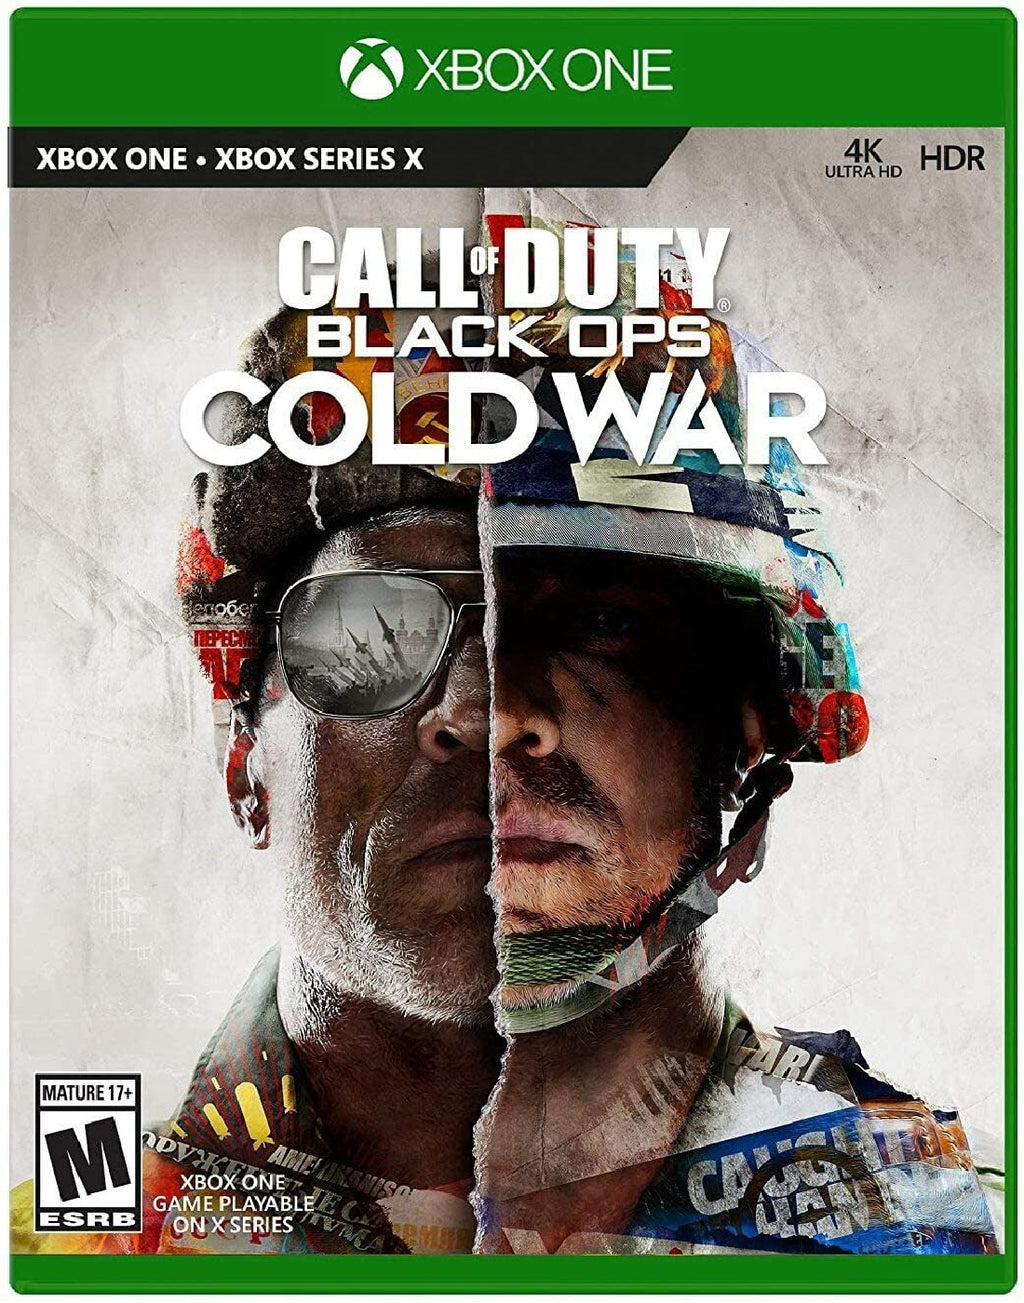 XBOX ONE
XBOX ONE • XBOX SERIES X
4K
ULTRA HD
HDR
CALL OF DUTY®
BLACK OPS
COLD WAR
MATURE 17+
M
ESRB
XBOX ONE
GAME PLAYABLE
ON X SERIES
CAUGH